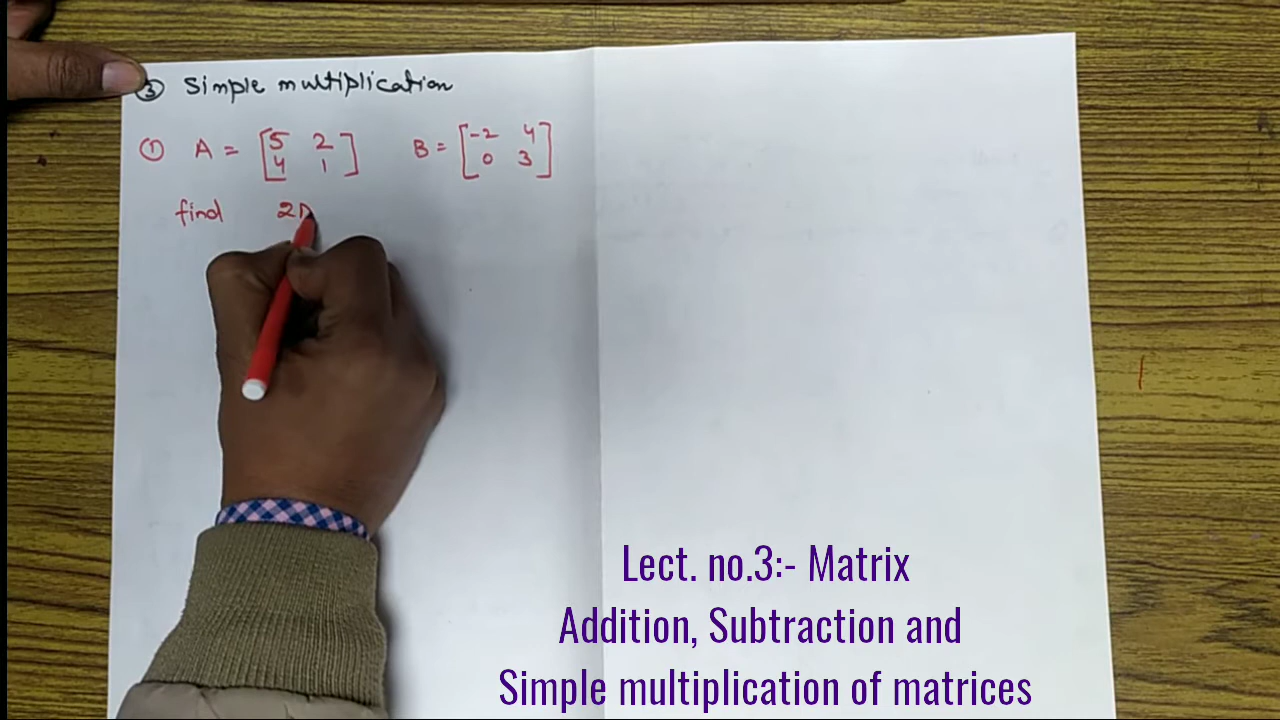 ③ Simple multiplication
① A = [5 2 B = [-2 4
4 1] 0 3]
find 2
Lect. no.3:- Matrix
Addition, Subtraction and
Simple multiplication of matrices